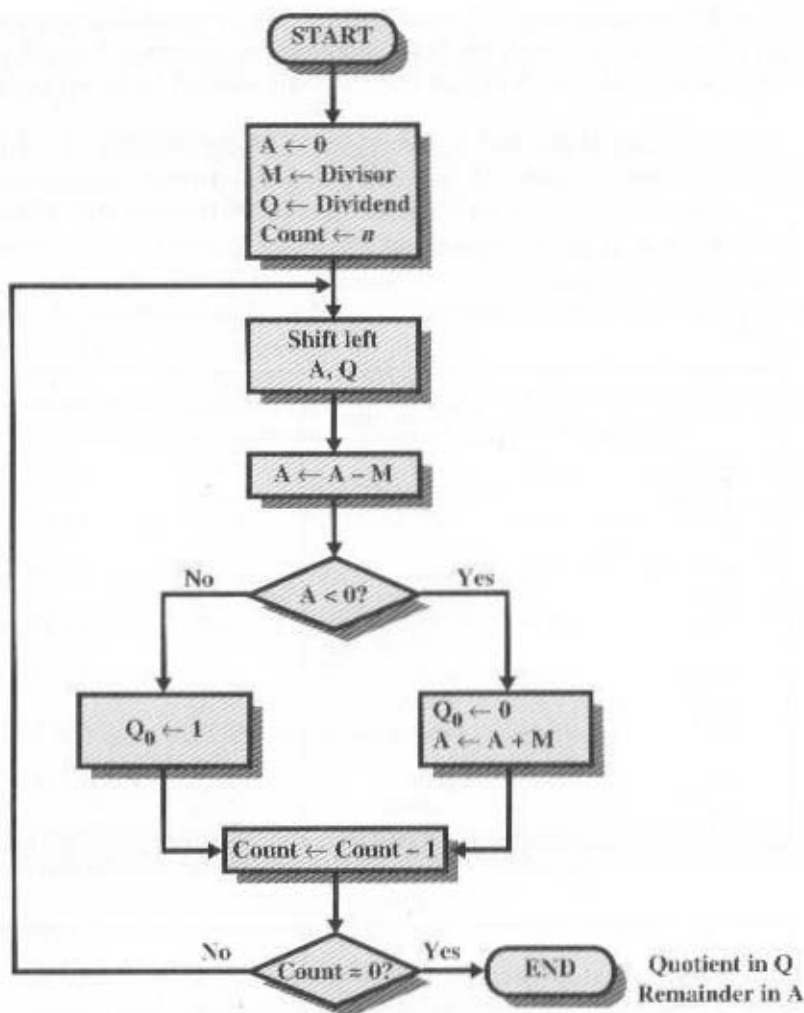 START
A ← 0
M ← Divisor
Q ← Dividend
Count ← n
Shift left
A, Q
A ← A – M
No
Yes
A < 0?
Q₀ ← 1
Q₀ ← 0
A ← A + M
Count ← Count – 1
No
Yes
Count = 0?
END
Quotient in Q
Remainder in A